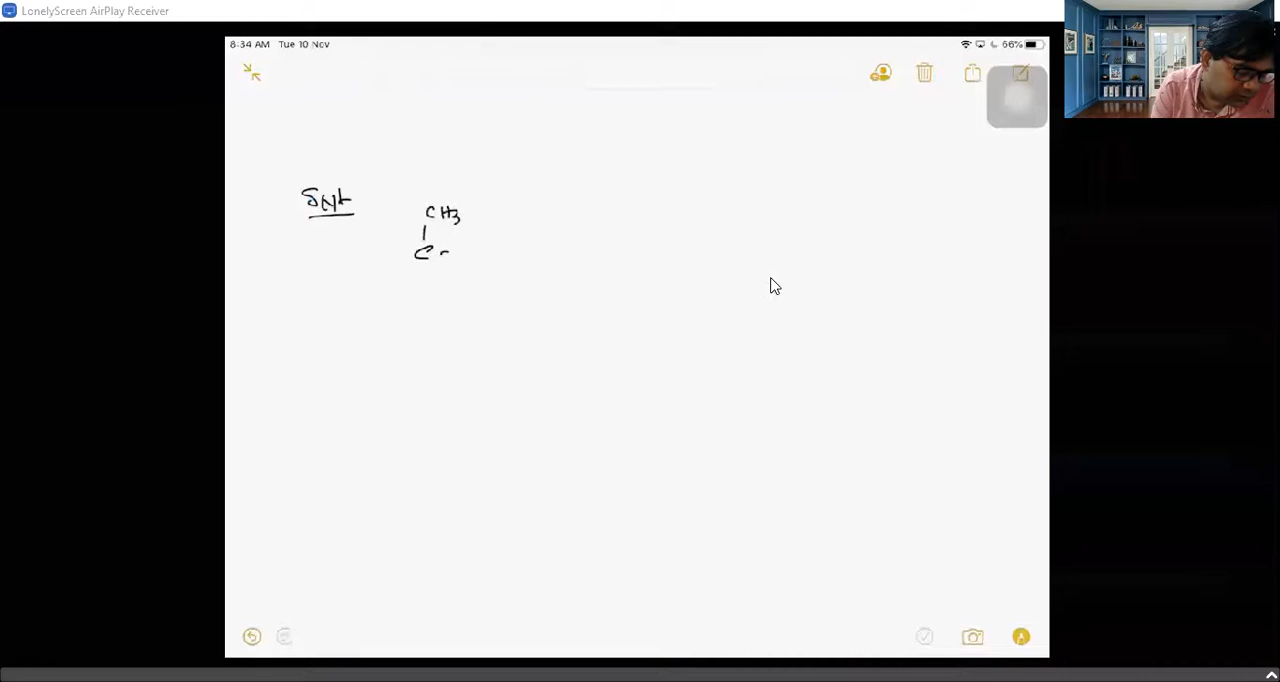 LonelyScreen AirPlay Receiver
8:34 AM Tue 10 Nov
66%
SN1
CH3
|
C -